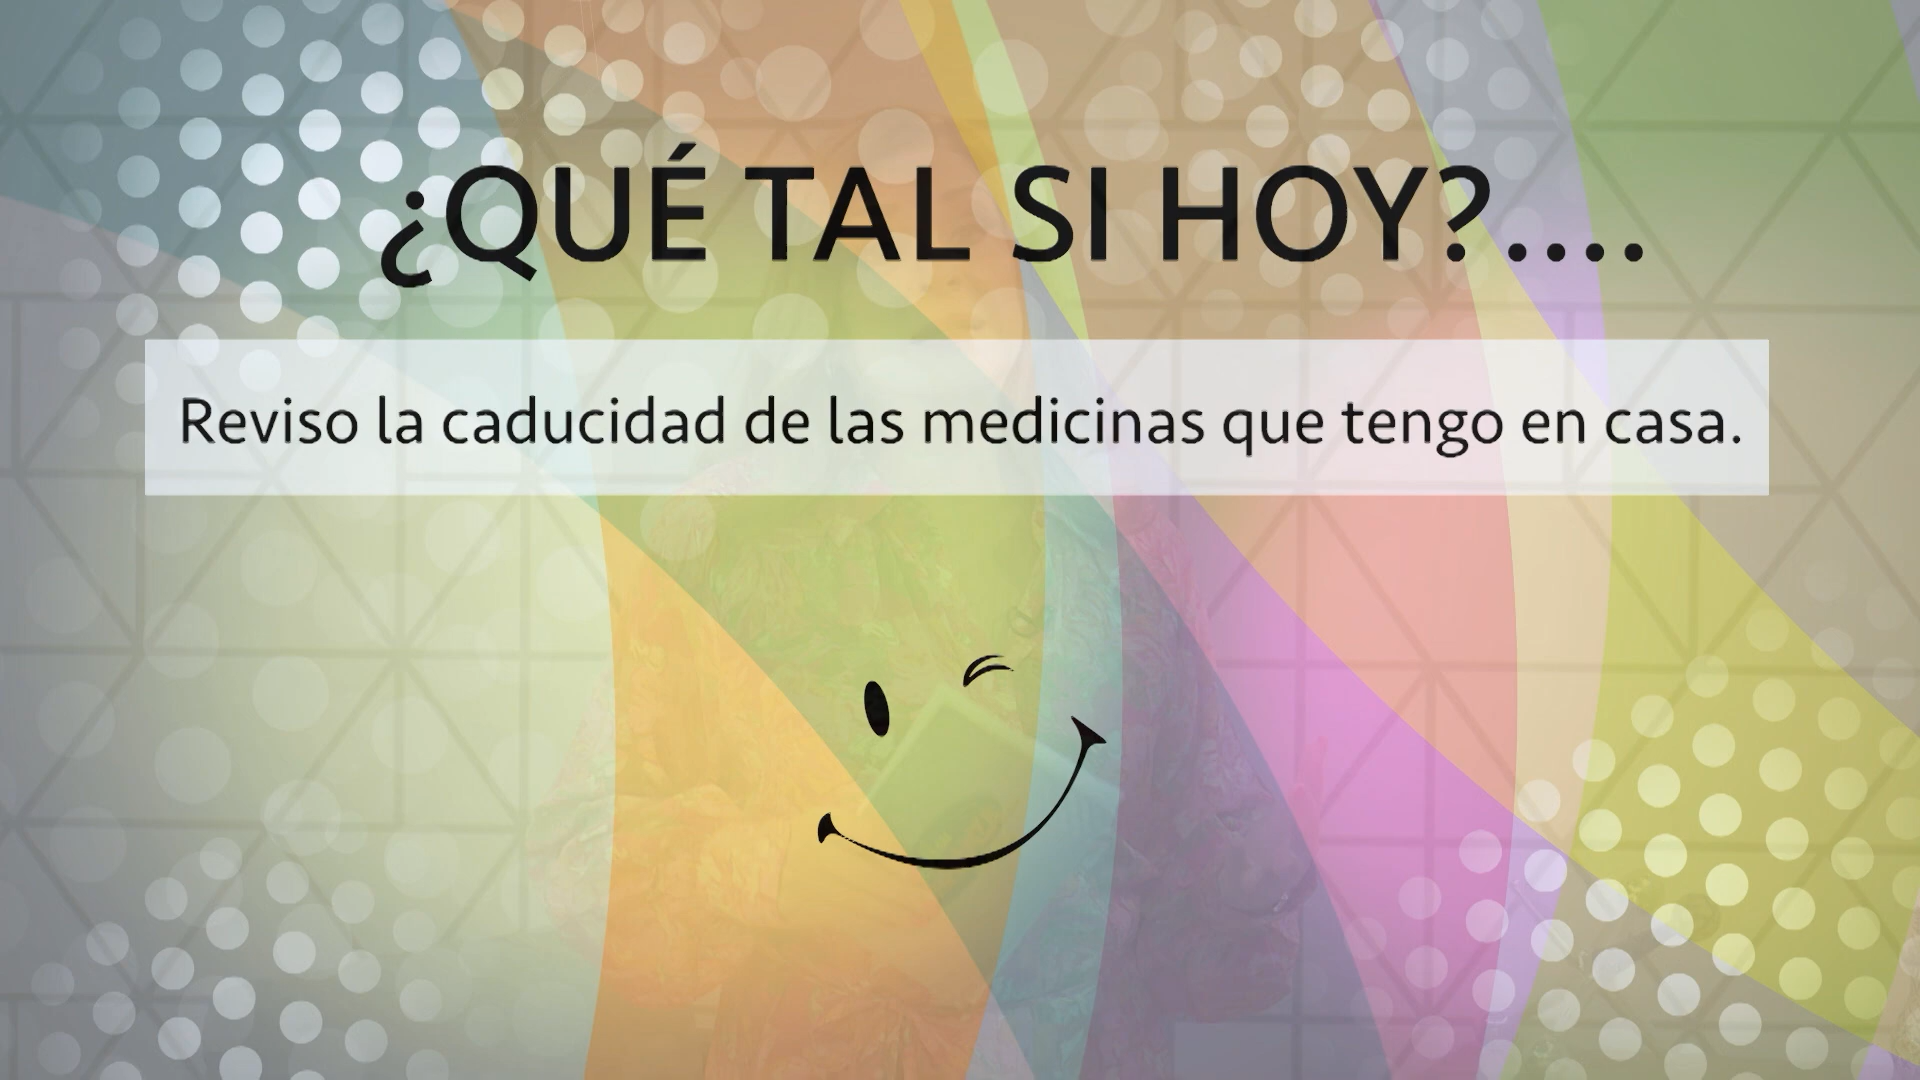 ¿QUÉ TAL SI HOY?....
Reviso la caducidad de las medicinas que tengo en casa.